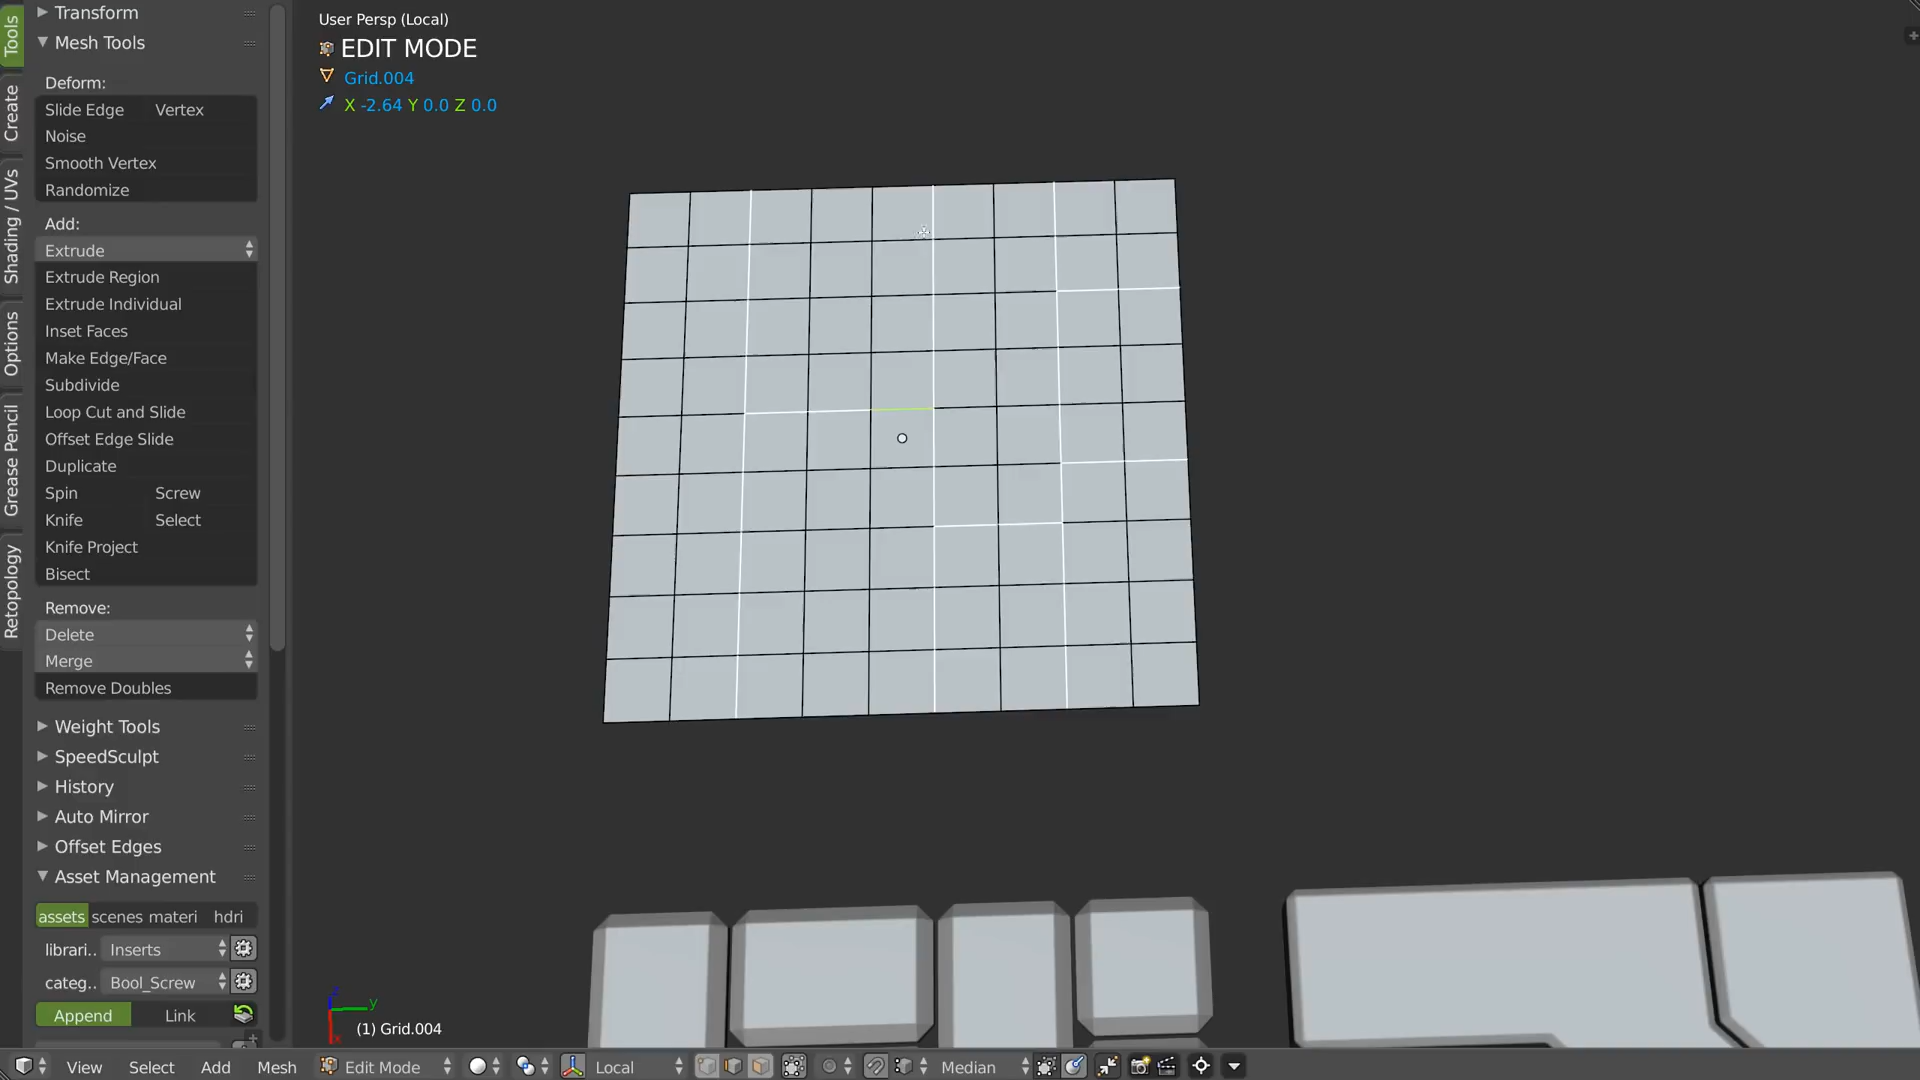 Tools
Create
Shading / UVs
Options
Grease Pencil
Retopology
Transform
Mesh Tools
Deform:
Slide Edge Vertex
Noise
Smooth Vertex
Randomize
Add:
Extrude
Extrude Region
Extrude Individual
Inset Faces
Make Edge/Face
Subdivide
Loop Cut and Slide
Offset Edge Slide
Duplicate
Spin Screw
Knife Select
Knife Project
Bisect
Remove:
Delete
Merge
Remove Doubles
Weight Tools
SpeedSculpt
History
Auto Mirror
Offset Edges
Asset Management
assets scenes materi hdri
librari.. Inserts
categ.. Bool_Screw
Append Link
User Persp (Local)
EDIT MODE
Grid.004
X -2.64 Y 0.0 Z 0.0
z
y
x
(1) Grid.004
View Select Add Mesh Edit Mode Local Median